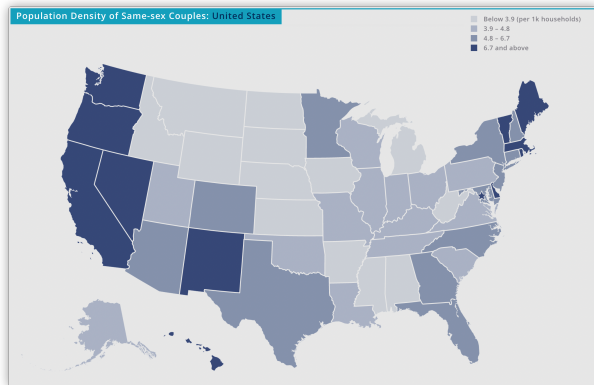 Population Density of Same-sex Couples: United States
Below 3.9 (per 1k households)
3.9 – 4.8
4.8 – 6.7
6.7 and above